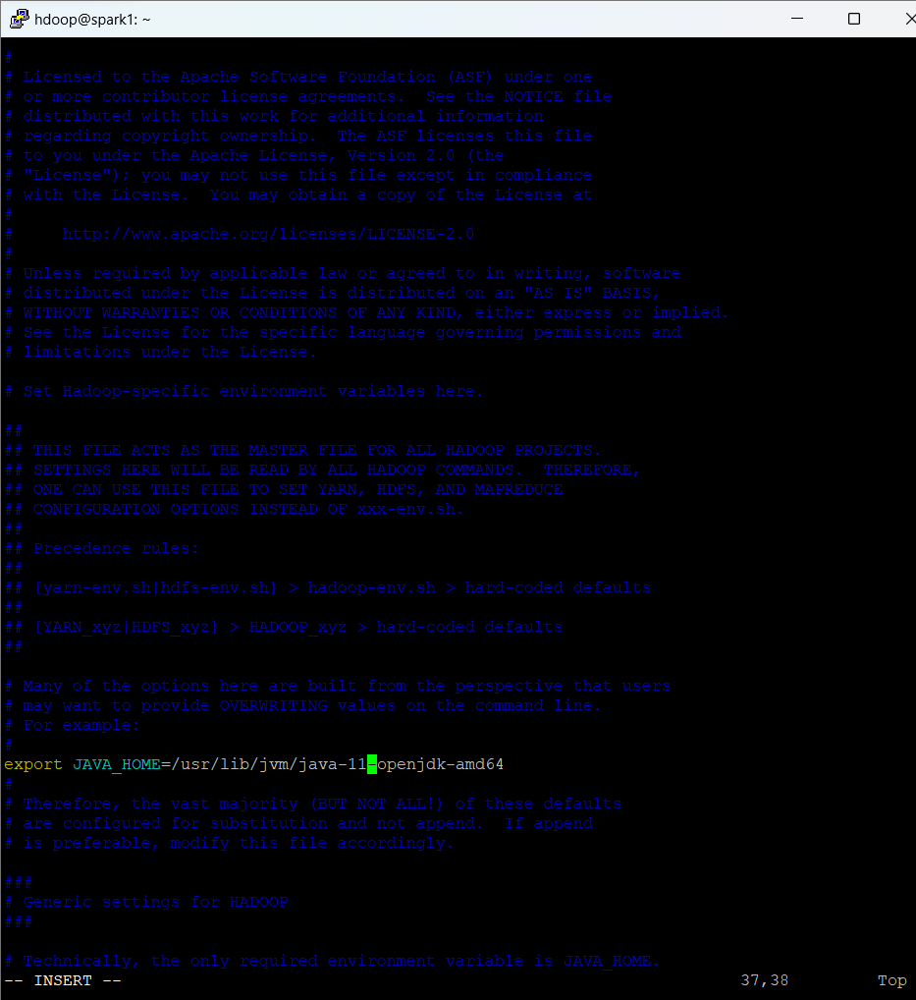 hdoop@spark1: ~
#
# Licensed to the Apache Software Foundation (ASF) under one
# or more contributor license agreements.  See the NOTICE file
# distributed with this work for additional information
# regarding copyright ownership.  The ASF licenses this file
# to you under the Apache License, Version 2.0 (the
# "License"); you may not use this file except in compliance
# with the License.  You may obtain a copy of the License at
#
#     http://www.apache.org/licenses/LICENSE-2.0
#
# Unless required by applicable law or agreed to in writing, software
# distributed under the License is distributed on an "AS IS" BASIS,
# WITHOUT WARRANTIES OR CONDITIONS OF ANY KIND, either express or implied.
# See the License for the specific language governing permissions and
# limitations under the License.

# Set Hadoop-specific environment variables here.

##
## THIS FILE ACTS AS THE MASTER FILE FOR ALL HADOOP PROJECTS.
## SETTINGS HERE WILL BE READ BY ALL HADOOP COMMANDS.  THEREFORE,
## ONE CAN USE THIS FILE TO SET YARN, HDFS, AND MAPREDUCE
## CONFIGURATION OPTIONS INSTEAD OF xxx-env.sh.
##
## Precedence rules:
##
## {yarn-env.sh|hdfs-env.sh} > hadoop-env.sh > hard-coded defaults
##
## {YARN_xyz|HDFS_xyz} > HADOOP_xyz > hard-coded defaults
##

# Many of the options here are built from the perspective that users
# may want to provide OVERWRITING values on the command line.
# For example:
#
export JAVA_HOME=/usr/lib/jvm/java-11-openjdk-amd64
#
# Therefore, the vast majority (BUT NOT ALL!) of these defaults
# are configured for substitution and not append.  If append
# is preferable, modify this file accordingly.

###
# Generic settings for HADOOP
###

# Technically, the only required environment variable is JAVA_HOME.
-- INSERT -- 37,38 Top